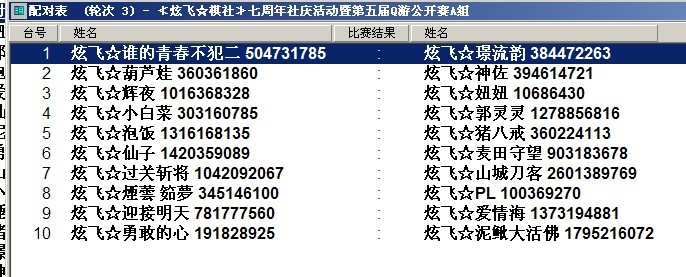 配对表 (轮次 3) - ≮炫飞☆棋社≯七周年社庆活动暨第五届Q游公开赛A组
台号 姓名 比赛结果 姓名
1 炫飞☆谁的青春不犯二 504731785 : 炫飞☆璟流韵 384472263
2 炫飞☆葫芦娃 360361860 : 炫飞☆神佐 394614721
3 炫飞☆辉夜 1016368328 : 炫飞☆妞妞 10686430
4 炫飞☆小白菜 303160785 : 炫飞☆郭灵灵 1278856816
5 炫飞☆袍饭 1316168135 : 炫飞☆猪八戒 360224113
6 炫飞☆仙子 1420359089 : 炫飞☆麦田守望 903183678
7 炫飞☆过关斩将 1042092067 : 炫飞☆山城刀客 2601389769
8 炫飞☆煙蕓 筎夢 345146100 : 炫飞☆PL 100369270
9 炫飞☆迎接明天 781777560 : 炫飞☆爱情海 1373194881
10 炫飞☆勇敢的心 191828925 : 炫飞☆泥鳅大活佛 1795216072